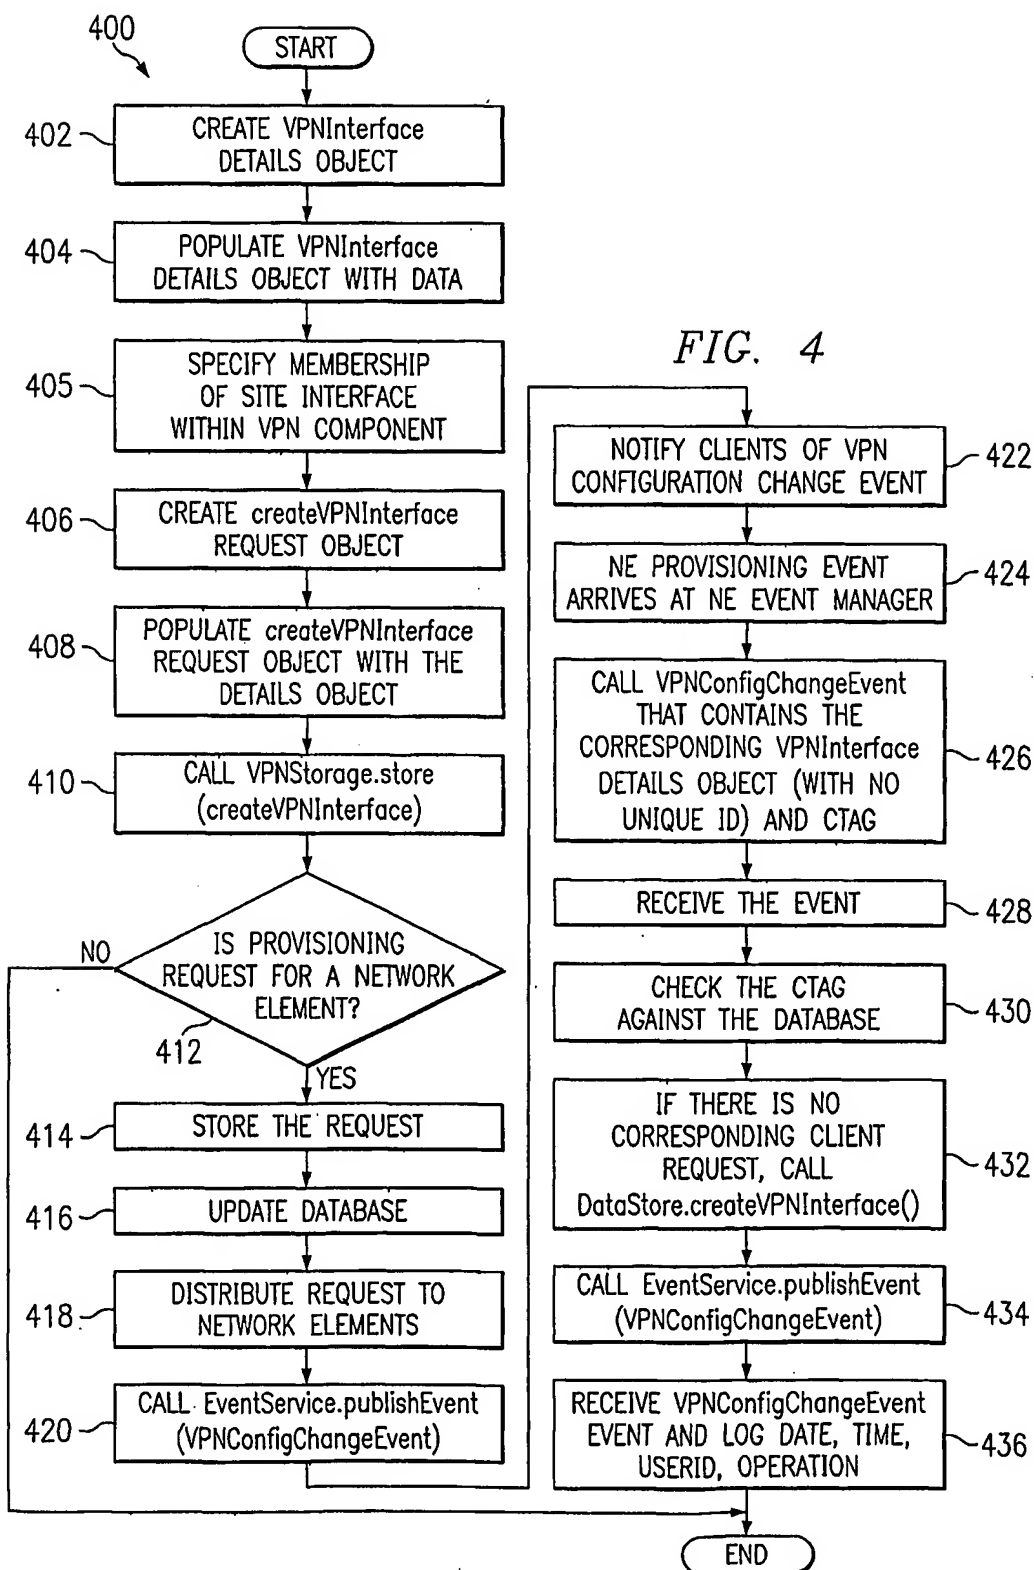 400
START
402
CREATE VPNInterface
DETAILS OBJECT
404
POPULATE VPNInterface
DETAILS OBJECT WITH DATA
405
SPECIFY MEMBERSHIP
OF SITE INTERFACE
WITHIN VPN COMPONENT
406
CREATE createVPNInterface
REQUEST OBJECT
408
POPULATE createVPNInterface
REQUEST OBJECT WITH THE
DETAILS OBJECT
410
CALL VPNStorage.store
(createVPNInterface)
NO
IS PROVISIONING
REQUEST FOR A NETWORK
ELEMENT?
412
YES
414
STORE THE REQUEST
416
UPDATE DATABASE
418
DISTRIBUTE REQUEST TO
NETWORK ELEMENTS
420
CALL EventService.publishEvent
(VPNConfigChangeEvent)
FIG. 4
NOTIFY CLIENTS OF VPN
CONFIGURATION CHANGE EVENT
422
NE PROVISIONING EVENT
ARRIVES AT NE EVENT MANAGER
424
CALL VPNConfigChangeEvent
THAT CONTAINS THE
CORRESPONDING VPNInterface
DETAILS OBJECT (WITH NO
UNIQUE ID) AND CTAG
426
RECEIVE THE EVENT
428
CHECK THE CTAG
AGAINST THE DATABASE
430
IF THERE IS NO
CORRESPONDING CLIENT
REQUEST, CALL
DataStore.createVPNInterface()
432
CALL EventService.publishEvent
(VPNConfigChangeEvent)
434
RECEIVE VPNConfigChangeEvent
EVENT AND LOG DATE, TIME,
USERID, OPERATION
436
END